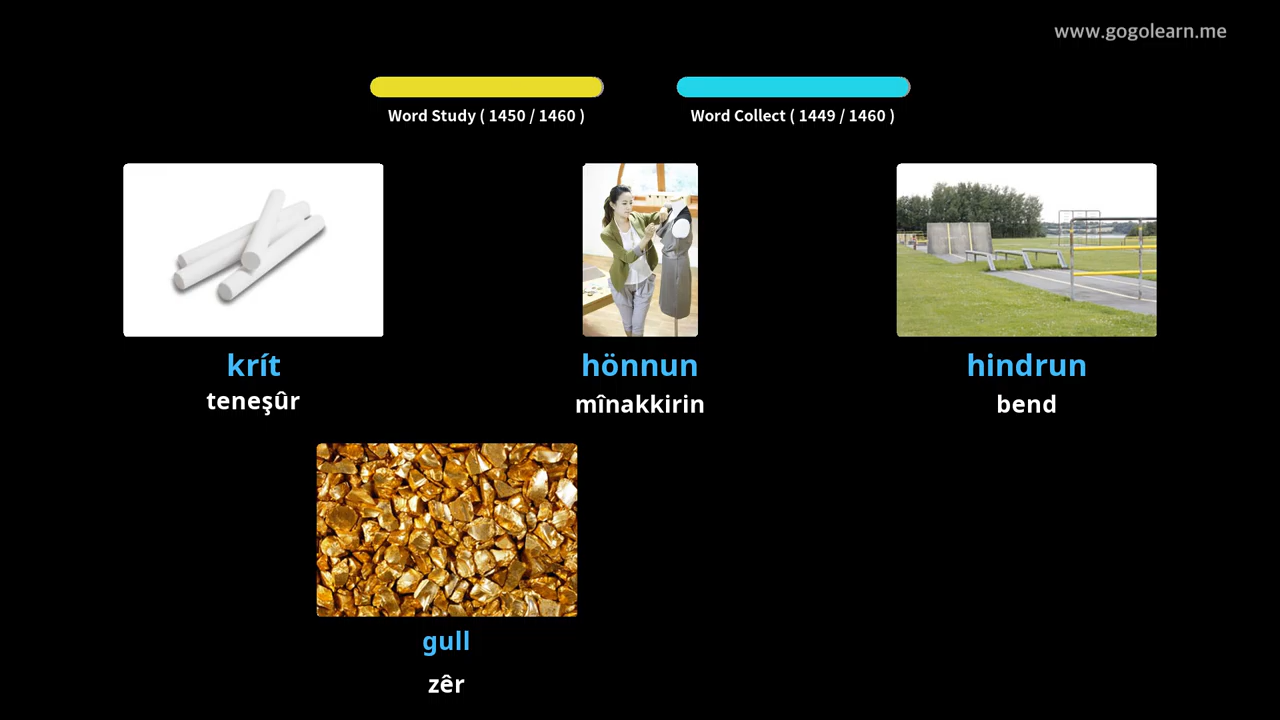 www.gogolearn.me
Word Study ( 1450 / 1460 )
Word Collect ( 1449 / 1460 )
krít
teneşûr
hönnun
mînakkirin
hindrun
bend
gull
zêr